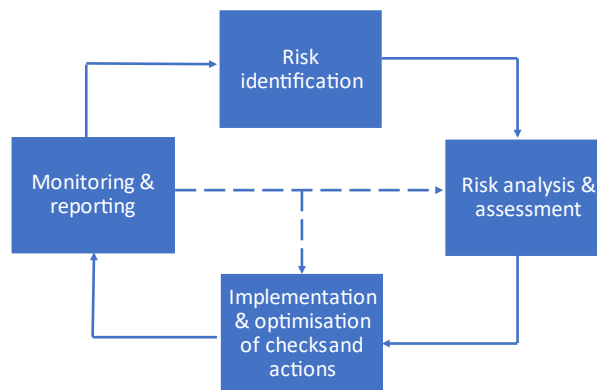 Risk
identification
Monitoring &
reporting
Risk analysis &
assessment
Implementation
& optimisation
of checksand
actions